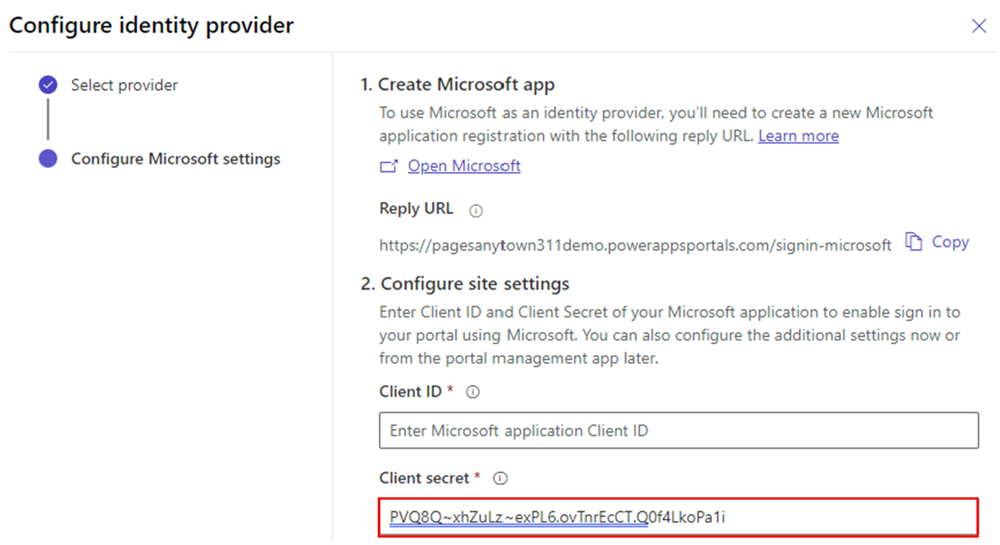 Configure identity provider
Select provider
Configure Microsoft settings
1. Create Microsoft app
To use Microsoft as an identity provider, you’ll need to create a new Microsoft
application registration with the following reply URL. Learn more
Open Microsoft
Reply URL
https://pagesanytown311demo.powerappsportals.com/signin-microsoft Copy
2. Configure site settings
Enter Client ID and Client Secret of your Microsoft application to enable sign in to
your portal using Microsoft. You can also configure the additional settings now or
from the portal management app later.
Client ID *
Enter Microsoft application Client ID
Client secret *
PVQ8Q~xhZuLz~exPL6.ovTnrEcCT.Q0f4LkoPa1i